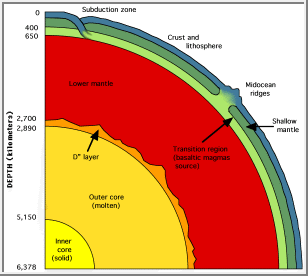 Subduction zone
0
400
650
Crust and
lithosphere
Midocean
ridges
Lower mantle
Shallow
mantle
2,700
2,890
D" layer
Transition region
(basaltic magmas
source)
DEPTH (kilometers)
Outer core
(molten)
5,150
Inner
core
(solid)
6,378